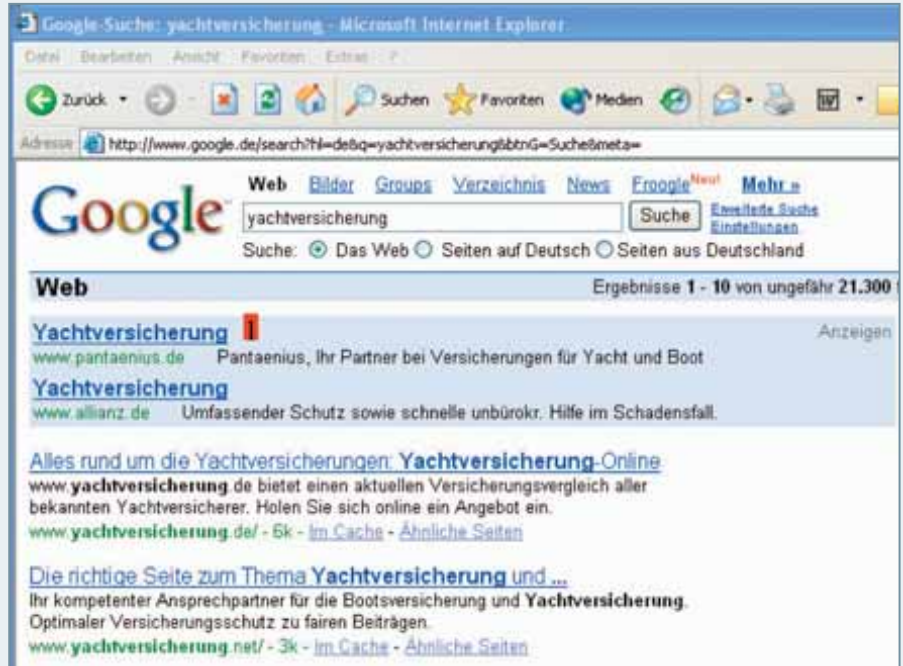 Google-Suche: yachtversicherung - Microsoft Internet Explorer
Datei Bearbeiten Ansicht Favoriten Extras ?
Zurück Suchen Favoriten Medien
Adresse http://www.google.de/search?hl=de&q=yachtversicherung&btnG=Suche&meta=
Web Bilder Groups Verzeichnis News Froogle Neu! Mehr »
Google yachtversicherung Suche Erweiterte Suche
Einstellungen
Suche: Das Web Seiten auf Deutsch Seiten aus Deutschland
Web Ergebnisse 1 - 10 von ungefähr 21.300
Yachtversicherung 1 Anzeigen
www.pantaenius.de Pantaenius, Ihr Partner bei Versicherungen für Yacht und Boot
Yachtversicherung
www.allianz.de Umfassender Schutz sowie schnelle unbürokr. Hilfe im Schadensfall.
Alles rund um die Yachtversicherungen: Yachtversicherung-Online
www.yachtversicherung.de bietet einen aktuellen Versicherungsvergleich aller
bekannten Yachtversicherer. Holen Sie sich online ein Angebot ein.
www.yachtversicherung.de/ - 6k - Im Cache - Ähnliche Seiten
Die richtige Seite zum Thema Yachtversicherung und ...
Ihr kompetenter Ansprechpartner für die Bootsversicherung und Yachtversicherung.
Optimaler Versicherungsschutz zu fairen Beiträgen.
www.yachtversicherung.net/ - 3k - Im Cache - Ähnliche Seiten